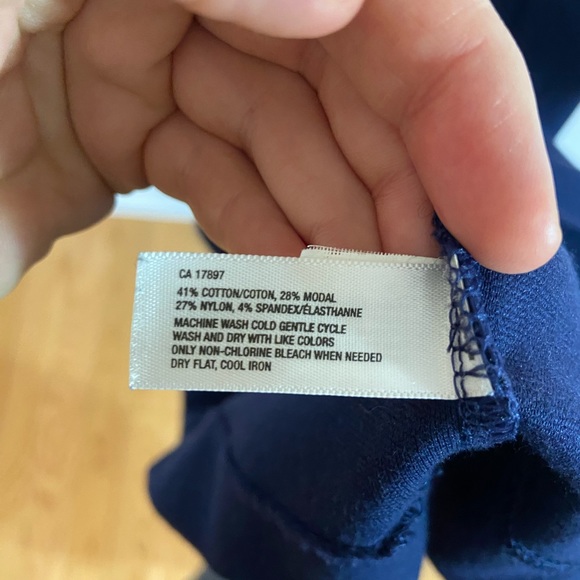 CA 17897
41% COTTON/COTON, 28% MODAL
27% NYLON, 4% SPANDEX/ÉLASTHANNE
MACHINE WASH COLD GENTLE CYCLE
WASH AND DRY WITH LIKE COLORS
ONLY NON-CHLORINE BLEACH WHEN NEEDED
DRY FLAT, COOL IRON